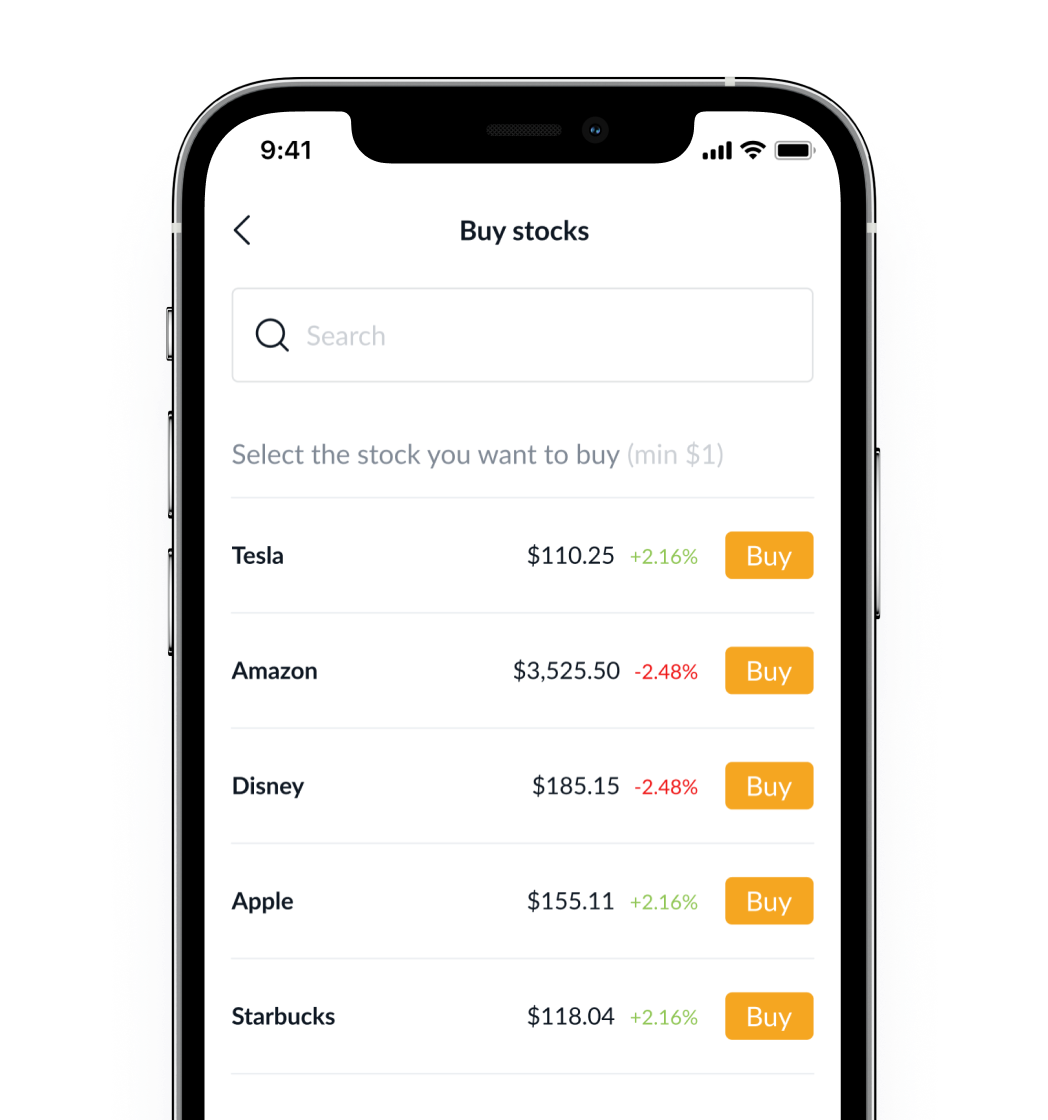 9:41
Buy stocks
Search
Select the stock you want to buy (min $1)
Tesla $110.25 +2.16% Buy
Amazon $3,525.50 -2.48% Buy
Disney $185.15 -2.48% Buy
Apple $155.11 +2.16% Buy
Starbucks $118.04 +2.16% Buy